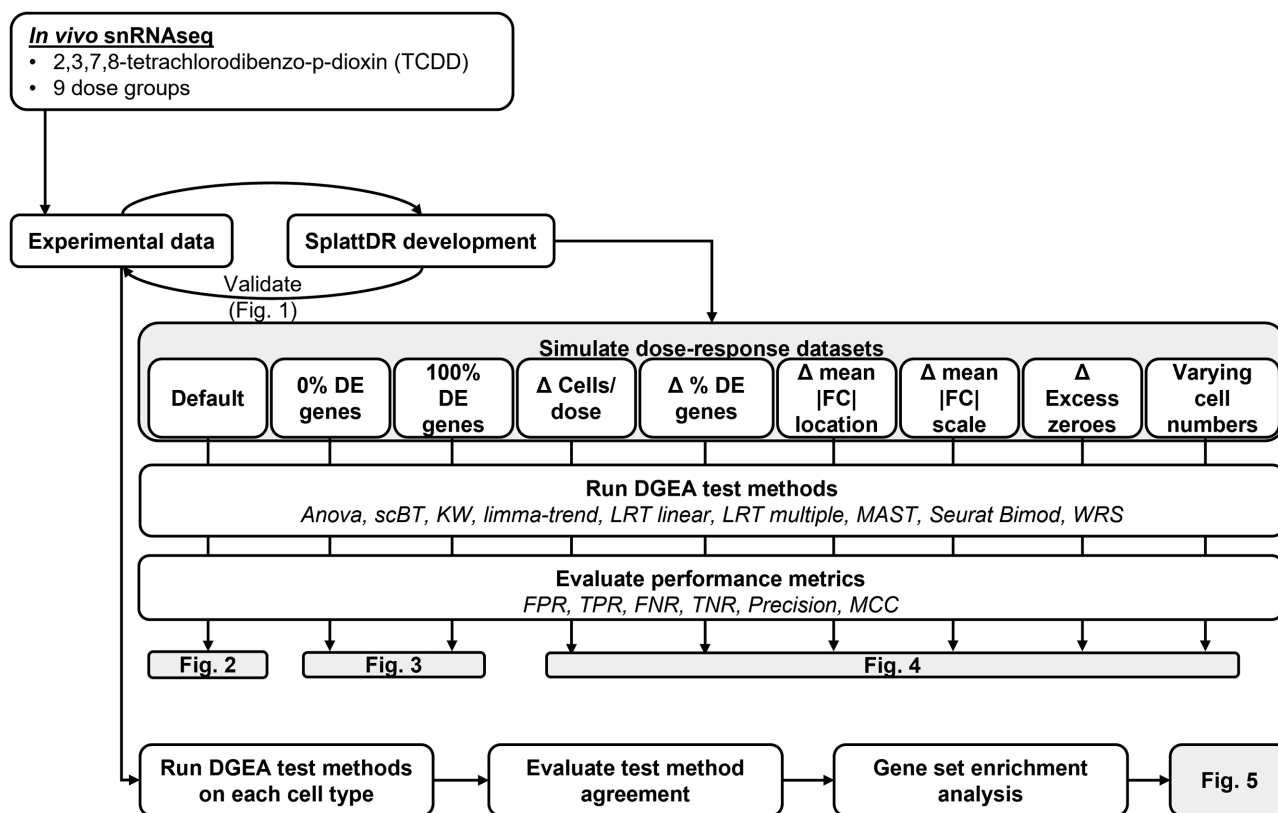 In vivo snRNAseq
• 2,3,7,8-tetrachlorodibenzo-p-dioxin (TCDD)
• 9 dose groups
Experimental data
SplattDR development
Validate
(Fig. 1)
Simulate dose-response datasets
Default
0% DE
genes
100%
DE
genes
Δ Cells/
dose
Δ % DE
genes
Δ mean
|FC|
location
Δ mean
|FC|
scale
Δ
Excess
zeroes
Varying
cell
numbers
Run DGEA test methods
Anova, scBT, KW, limma-trend, LRT linear, LRT multiple, MAST, Seurat Bimod, WRS
Evaluate performance metrics
FPR, TPR, FNR, TNR, Precision, MCC
Fig. 2
Fig. 3
Fig. 4
Run DGEA test methods
on each cell type
Evaluate test method
agreement
Gene set enrichment
analysis
Fig. 5